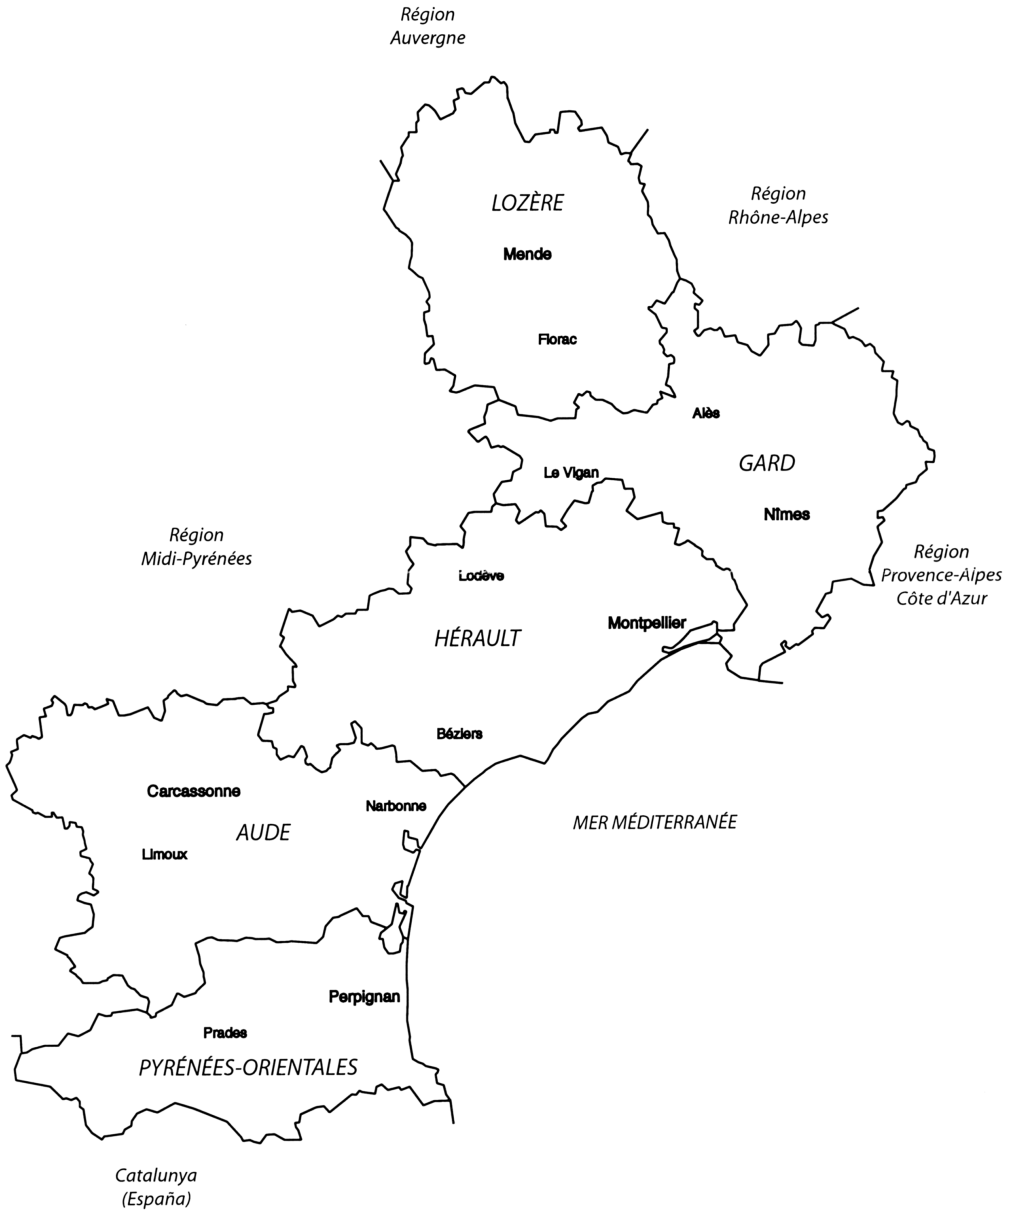 Région
Auvergne
LOZÈRE
Région
Rhône-Alpes
Mende
Florac
Alès
GARD
Le Vigan
Nîmes
Région
Midi-Pyrénées
Région
Provence-Alpes
Côte d'Azur
Lodève
Montpellier
HÉRAULT
Béziers
Carcassonne
Narbonne
MER MÉDITERRANÉE
AUDE
Limoux
Perpignan
Prades
PYRÉNÉES-ORIENTALES
Catalunya
(España)